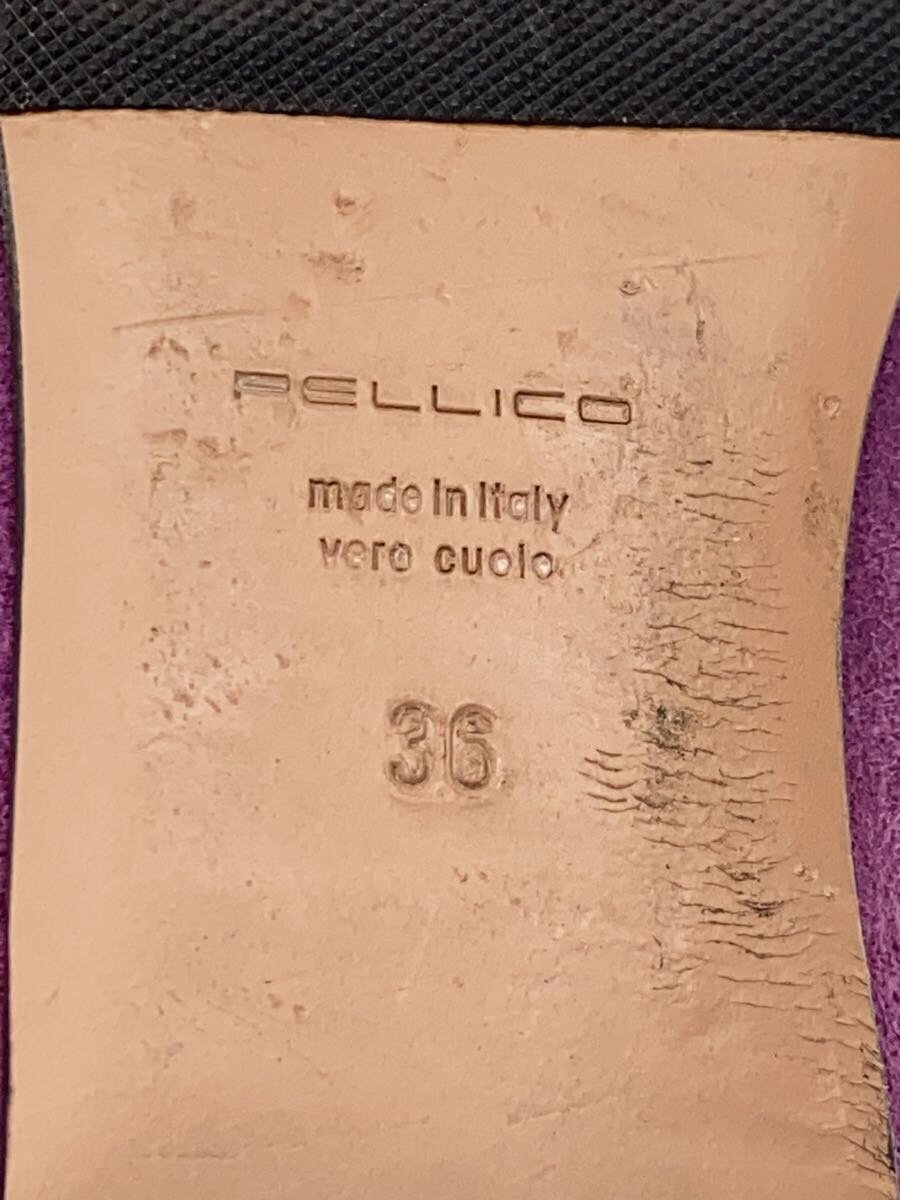 PELLICO
made in Italy
vero cuoio
36